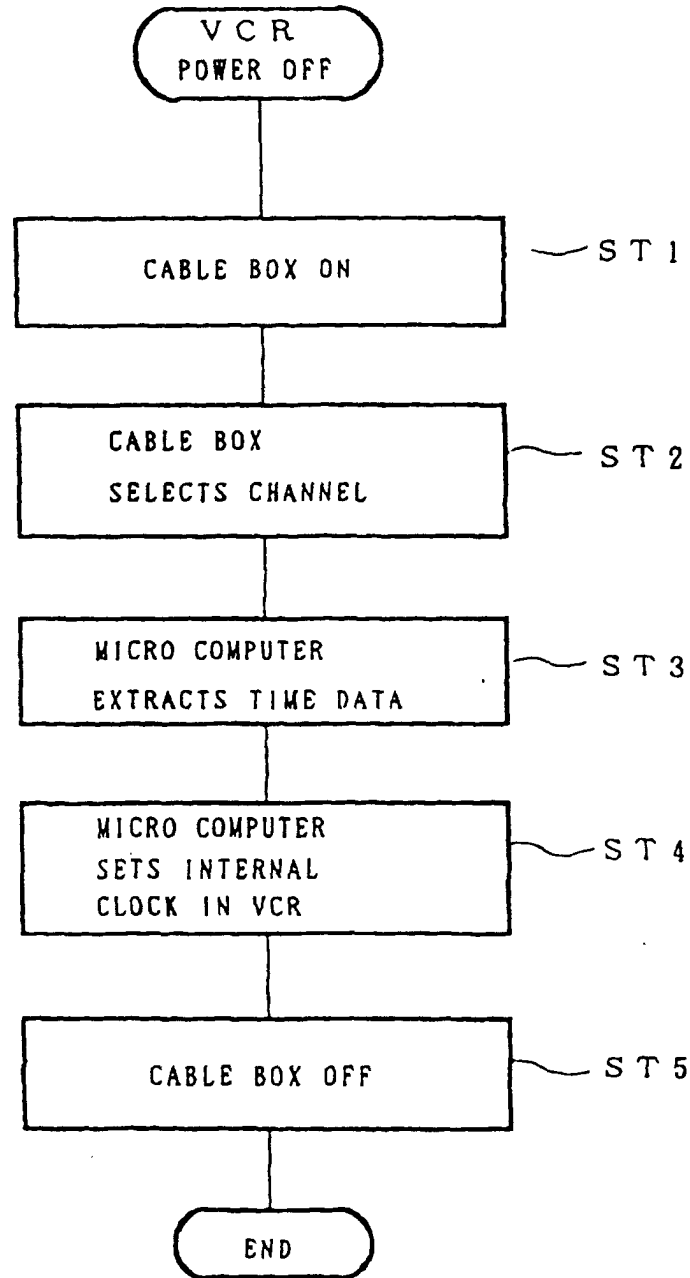 VCR
POWER OFF
CABLE BOX ON
ST1
CABLE BOX
SELECTS CHANNEL
ST2
MICRO COMPUTER
EXTRACTS TIME DATA
ST3
MICRO COMPUTER
SETS INTERNAL
CLOCK IN VCR
ST4
CABLE BOX OFF
ST5
END